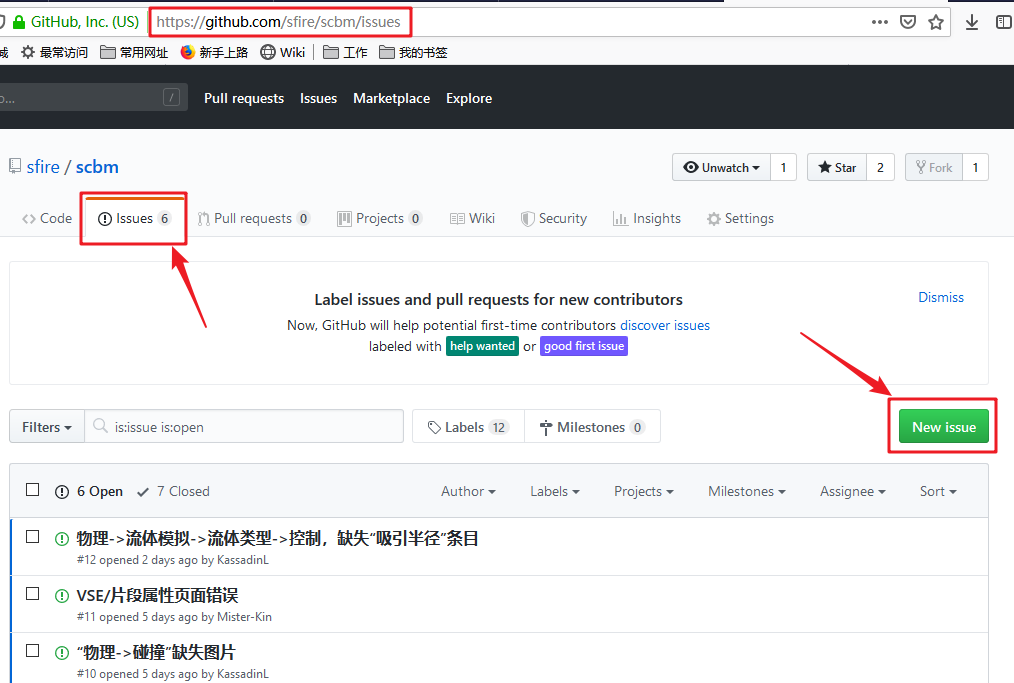 GitHub, Inc. (US) https://github.com/sfire/scbm/issues
最常访问 常用网址 新手上路 Wiki 工作 我的书签
/ Pull requests Issues Marketplace Explore
sfire / scbm Unwatch 1 Star 2 Fork 1
Code Issues 6 Pull requests 0 Projects 0 Wiki Security Insights Settings
Label issues and pull requests for new contributors Dismiss
Now, GitHub will help potential first-time contributors discover issues
labeled with help wanted or good first issue
Filters is:issue is:open Labels 12 Milestones 0 New issue
6 Open 7 Closed Author Labels Projects Milestones Assignee Sort
物理->流体模拟->流体类型->控制，缺失“吸引半径”条目
#12 opened 2 days ago by KassadinL
VSE/片段属性页面错误
#11 opened 5 days ago by Mister-Kin
“物理->碰撞”缺失图片
#10 opened 5 days ago by KassadinL